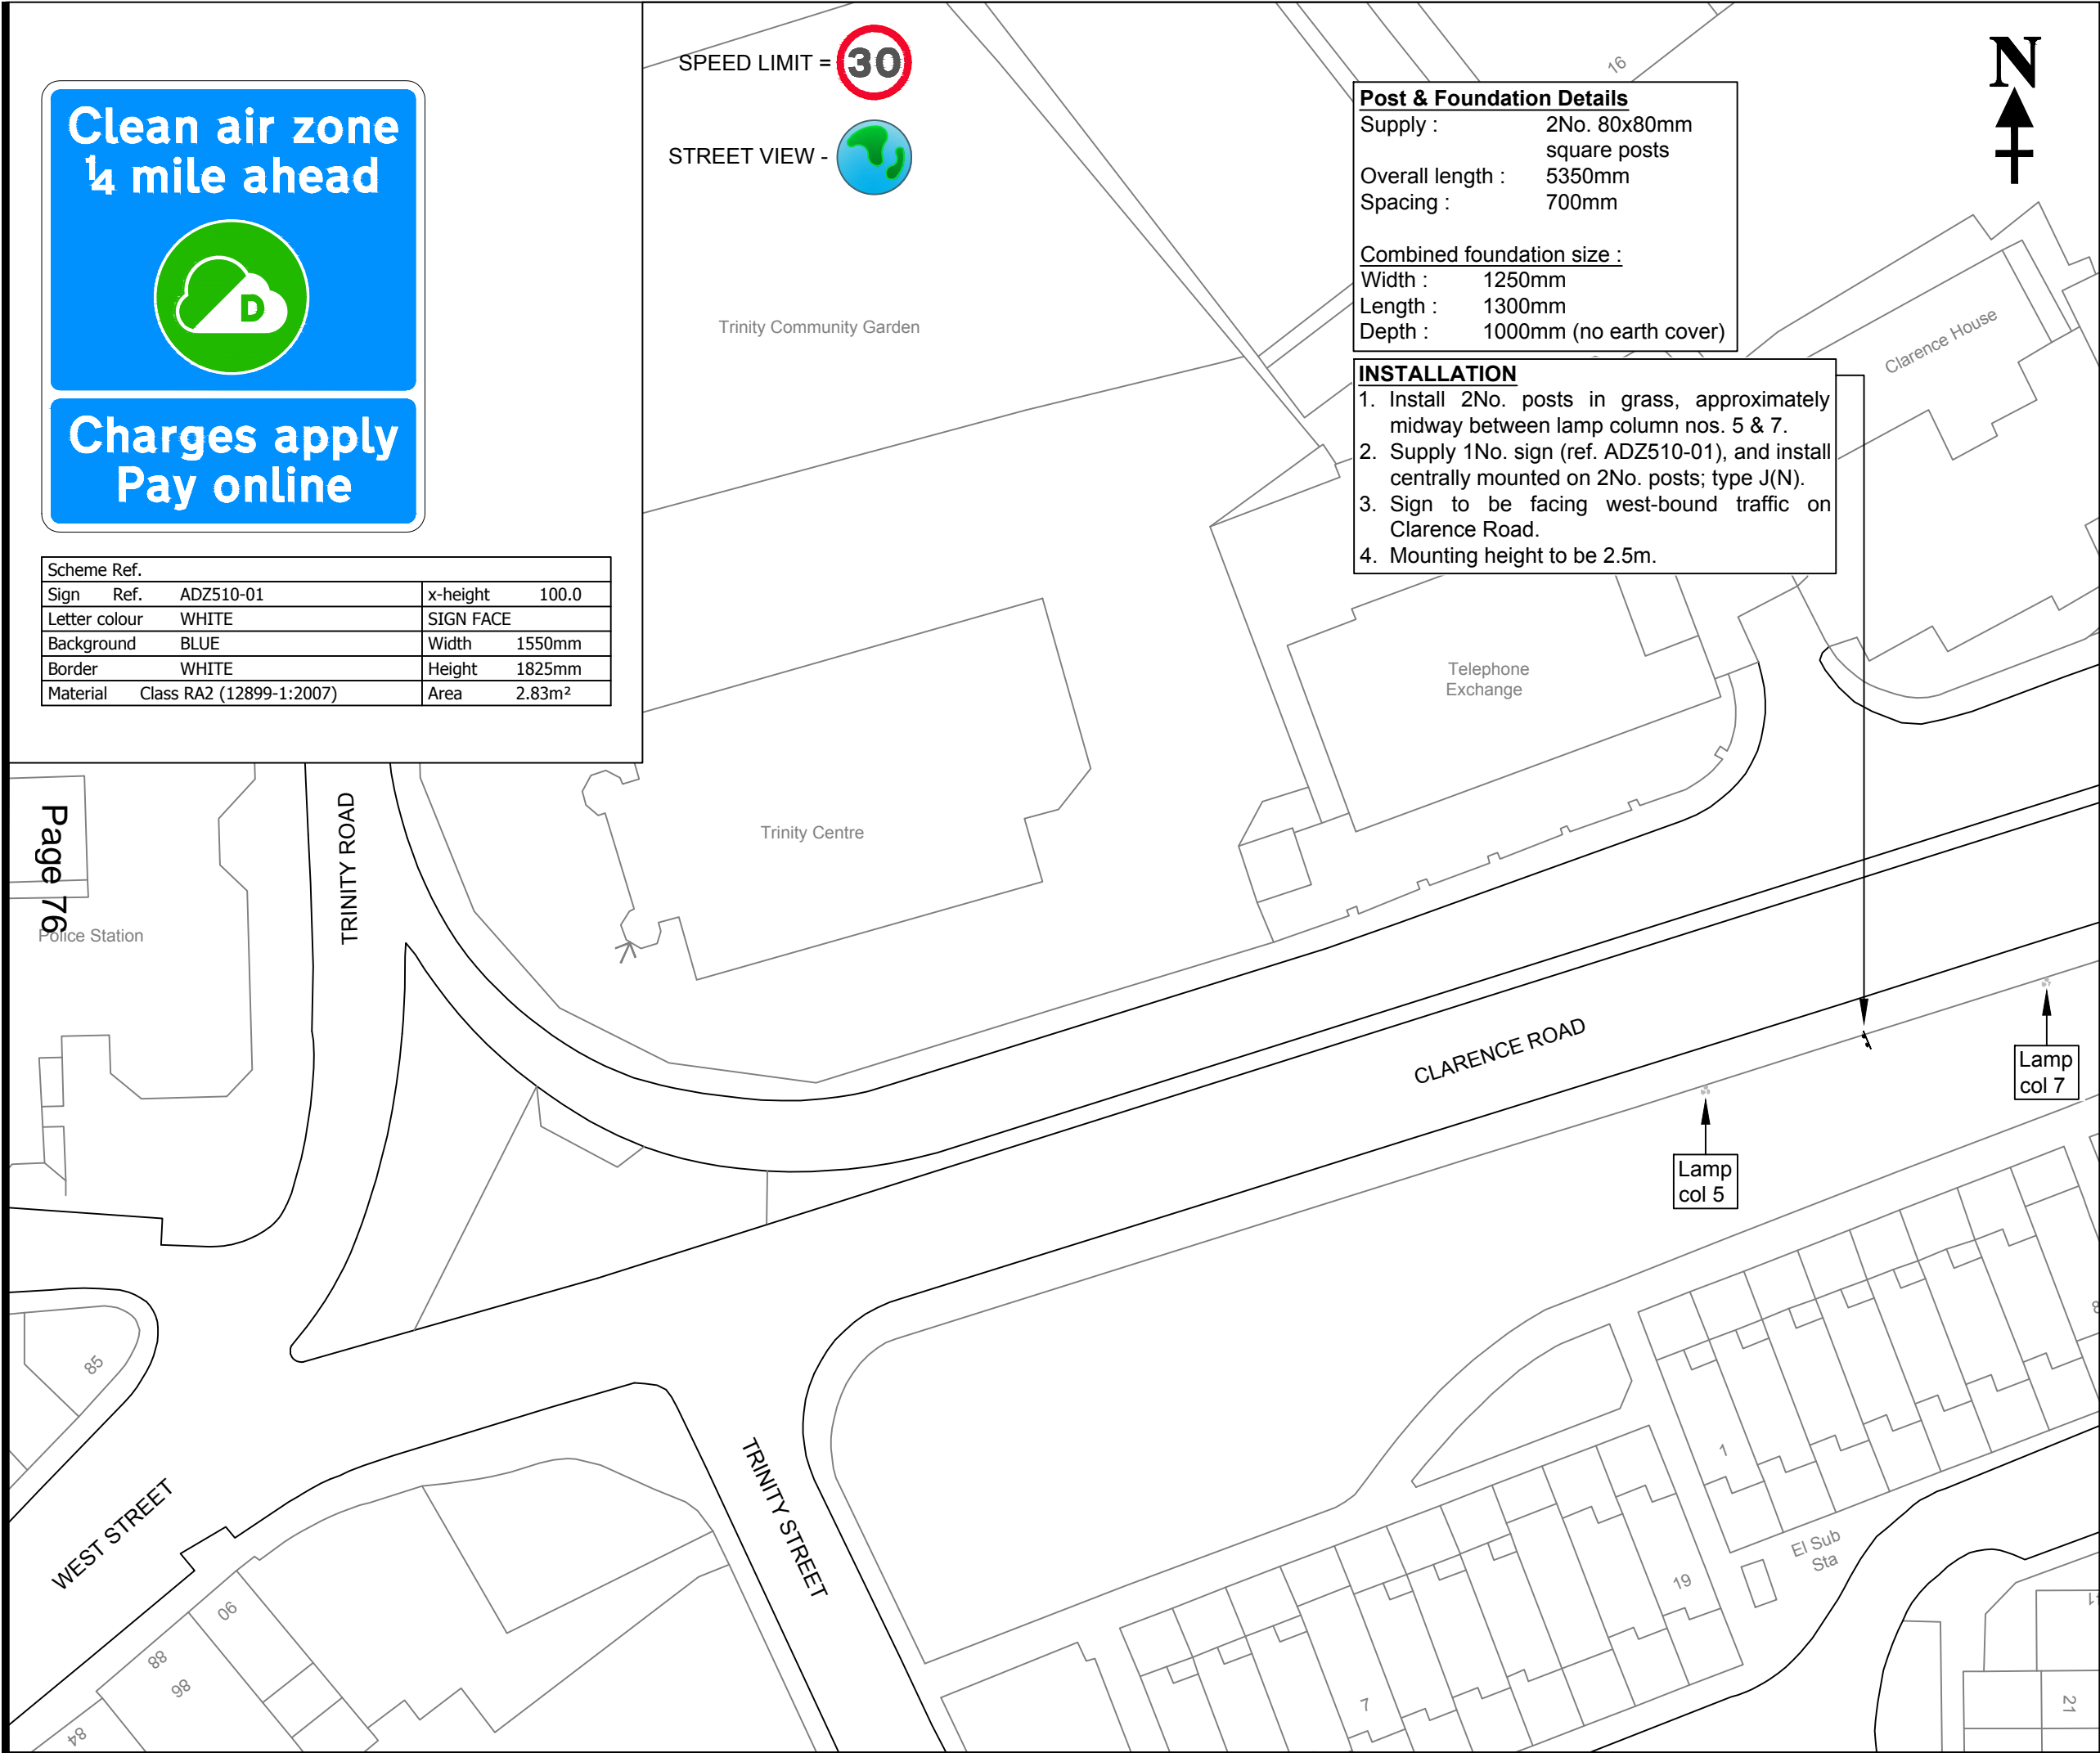 Clean air zone
¼ mile ahead
D
Charges apply
Pay online
Scheme Ref.
Sign Ref. ADZ510-01 x-height 100.0
Letter colour WHITE SIGN FACE
Background BLUE Width 1550mm
Border WHITE Height 1825mm
Material Class RA2 (12899-1:2007) Area 2.83m²
SPEED LIMIT = 30
STREET VIEW -
N
16
Post & Foundation Details
Supply : 2No. 80x80mm
square posts
Overall length : 5350mm
Spacing : 700mm
Combined foundation size :
Width : 1250mm
Length : 1300mm
Depth : 1000mm (no earth cover)
INSTALLATION
1. Install 2No. posts in grass, approximately
midway between lamp column nos. 5 & 7.
2. Supply 1No. sign (ref. ADZ510-01), and install
centrally mounted on 2No. posts; type J(N).
3. Sign to be facing west-bound traffic on
Clarence Road.
4. Mounting height to be 2.5m.
Clarence House
Trinity Community Garden
Telephone
Exchange
Trinity Centre
Page 76
Police Station
TRINITY ROAD
CLARENCE ROAD
Lamp
col 7
Lamp
col 5
85
WEST STREET
TRINITY STREET
90
88
86
84
1
19
7
El Sub
Sta
21